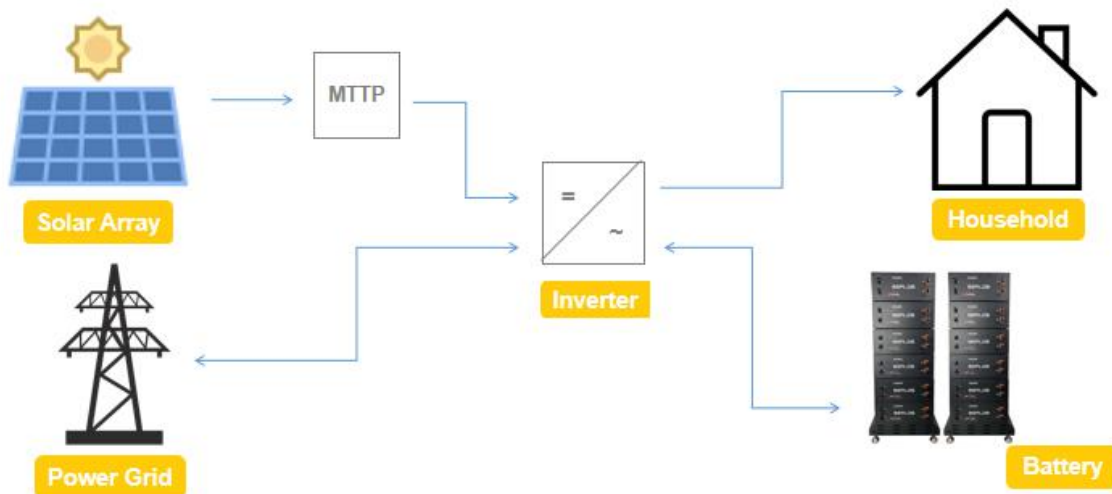 MTTP
Solar Array
=
~
Inverter
Household
Power Grid
Battery